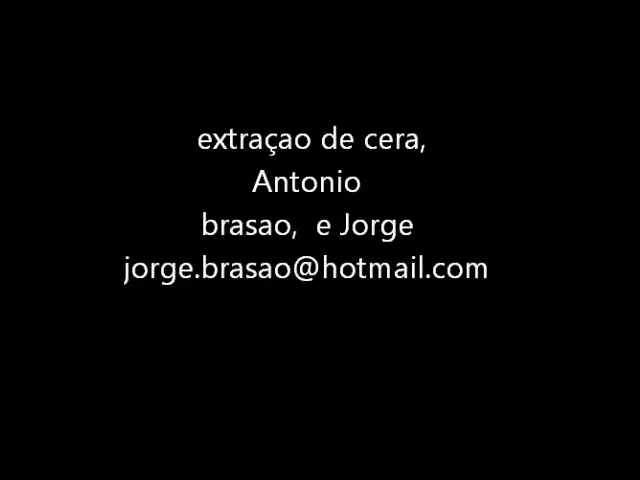 extraçao de cera,
Antonio
brasao,  e Jorge
jorge.brasao@hotmail.com